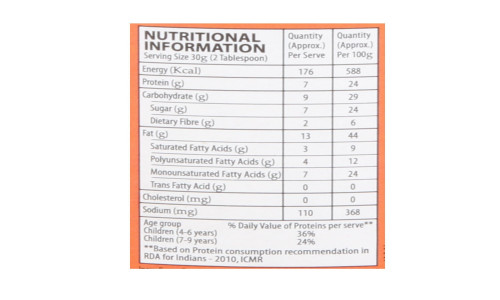 NUTRITIONAL INFORMATION Quantity (Approx.) Per Serve Quantity (Approx.) Per 100g
Serving Size 30g (2 Tablespoon)
Energy (Kcal) 176 588
Protein (g) 7 24
Carbohydrate (g) 9 29
Sugar (g) 7 24
Dietary Fibre (g) 2 6
Fat (g) 13 44
Saturated Fatty Acids (g) 3 9
Polyunsaturated Fatty Acids (g) 4 12
Monounsaturated Fatty Acids (g) 7 24
Trans Fatty Acid (g) 0 0
Cholesterol (mg) 0 0
Sodium (mg) 110 368
Age group % Daily Value of Proteins per serve**
Children (4-6 years) 36%
Children (7-9 years) 24%
**Based on Protein consumption recommendation in
RDA for Indians - 2010, ICMR